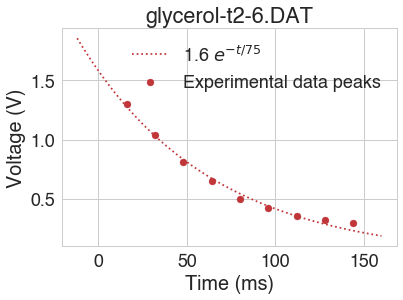 glycerol-t2-6.DAT
1.6 e^{-t/75}
Experimental data peaks
Voltage (V)
1.5
1.0
0.5
0 50 100 150
Time (ms)